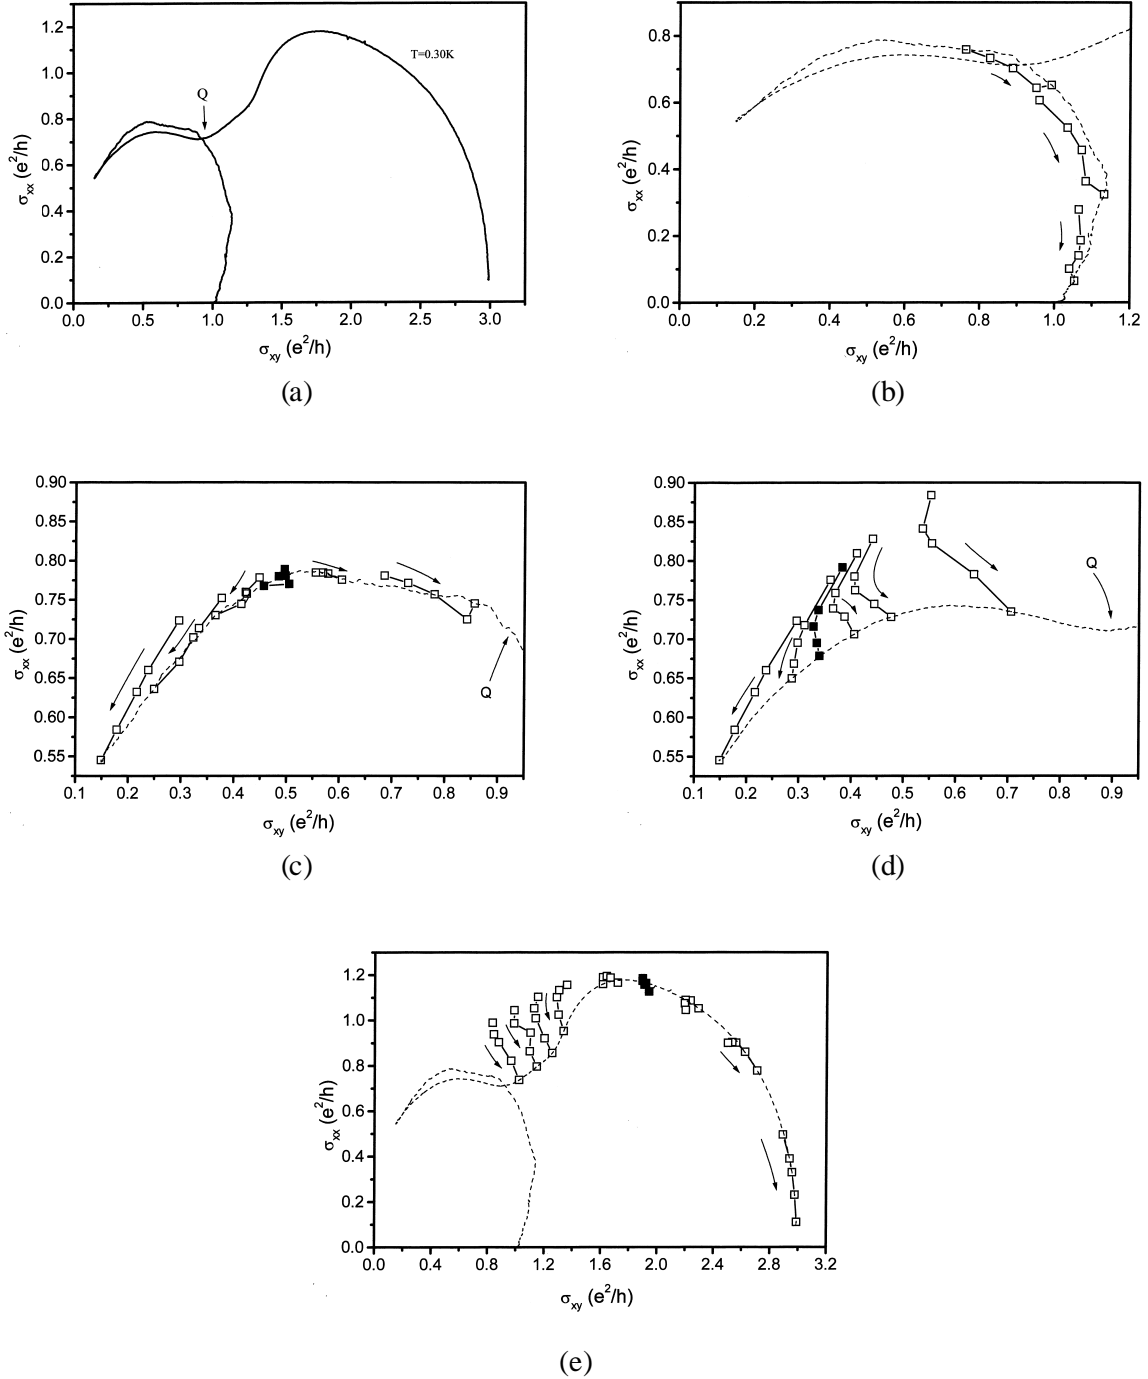 1.2
1.0
0.8
0.6
0.4
0.2
0.0
σxx (e²/h)
Q
T=0.30K
0.0 0.5 1.0 1.5 2.0 2.5 3.0
σxy (e²/h)
(a)
0.8
0.6
0.4
0.2
0.0
σxx (e²/h)
0.0 0.2 0.4 0.6 0.8 1.0 1.2
σxy (e²/h)
(b)
0.90
0.85
0.80
0.75
0.70
0.65
0.60
0.55
σxx (e²/h)
Q
0.1 0.2 0.3 0.4 0.5 0.6 0.7 0.8 0.9
σxy (e²/h)
(c)
0.90
0.85
0.80
0.75
0.70
0.65
0.60
0.55
σxx (e²/h)
Q
0.1 0.2 0.3 0.4 0.5 0.6 0.7 0.8 0.9
σxy (e²/h)
(d)
1.2
1.0
0.8
0.6
0.4
0.2
0.0
σxx (e²/h)
0.0 0.4 0.8 1.2 1.6 2.0 2.4 2.8 3.2
σxy (e²/h)
(e)